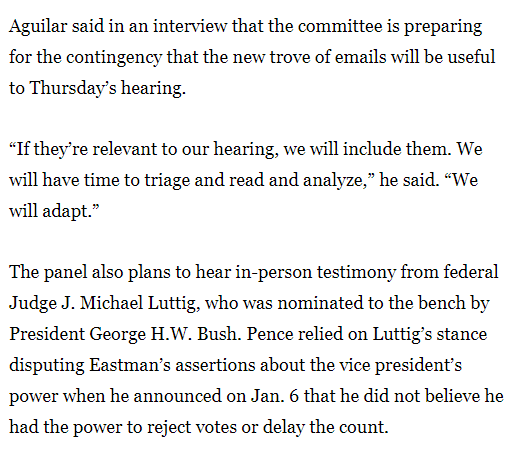 Aguilar said in an interview that the committee is preparing
for the contingency that the new trove of emails will be useful
to Thursday’s hearing.
“If they’re relevant to our hearing, we will include them. We
will have time to triage and read and analyze,” he said. “We
will adapt.”
The panel also plans to hear in-person testimony from federal
Judge J. Michael Luttig, who was nominated to the bench by
President George H.W. Bush. Pence relied on Luttig’s stance
disputing Eastman’s assertions about the vice president’s
power when he announced on Jan. 6 that he did not believe he
had the power to reject votes or delay the count.